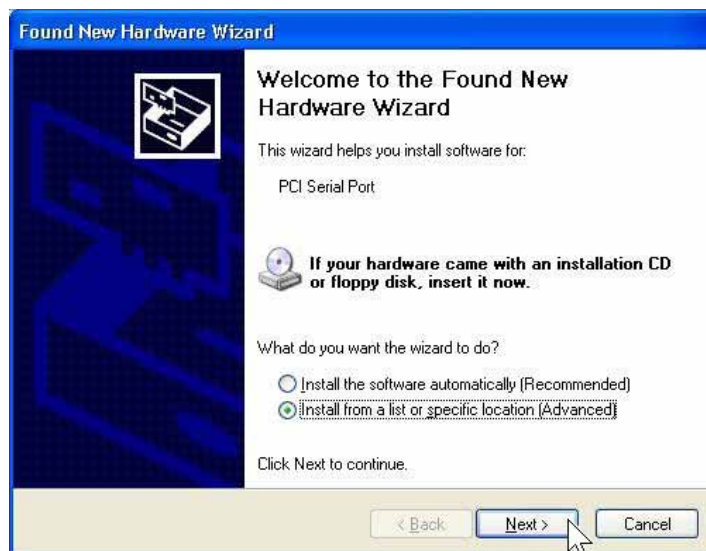 Found New Hardware Wizard
Welcome to the Found New
Hardware Wizard
This wizard helps you install software for:
PCI Serial Port
If your hardware came with an installation CD
or floppy disk, insert it now.
What do you want the wizard to do?
Install the software automatically (Recommended)
Install from a list or specific location (Advanced)
Click Next to continue.
< Back Next > Cancel